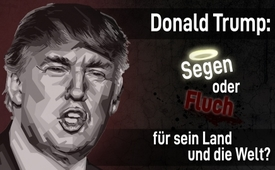 Donald Trump:
Segen
oder
Fluch
für sein Land
und die Welt?